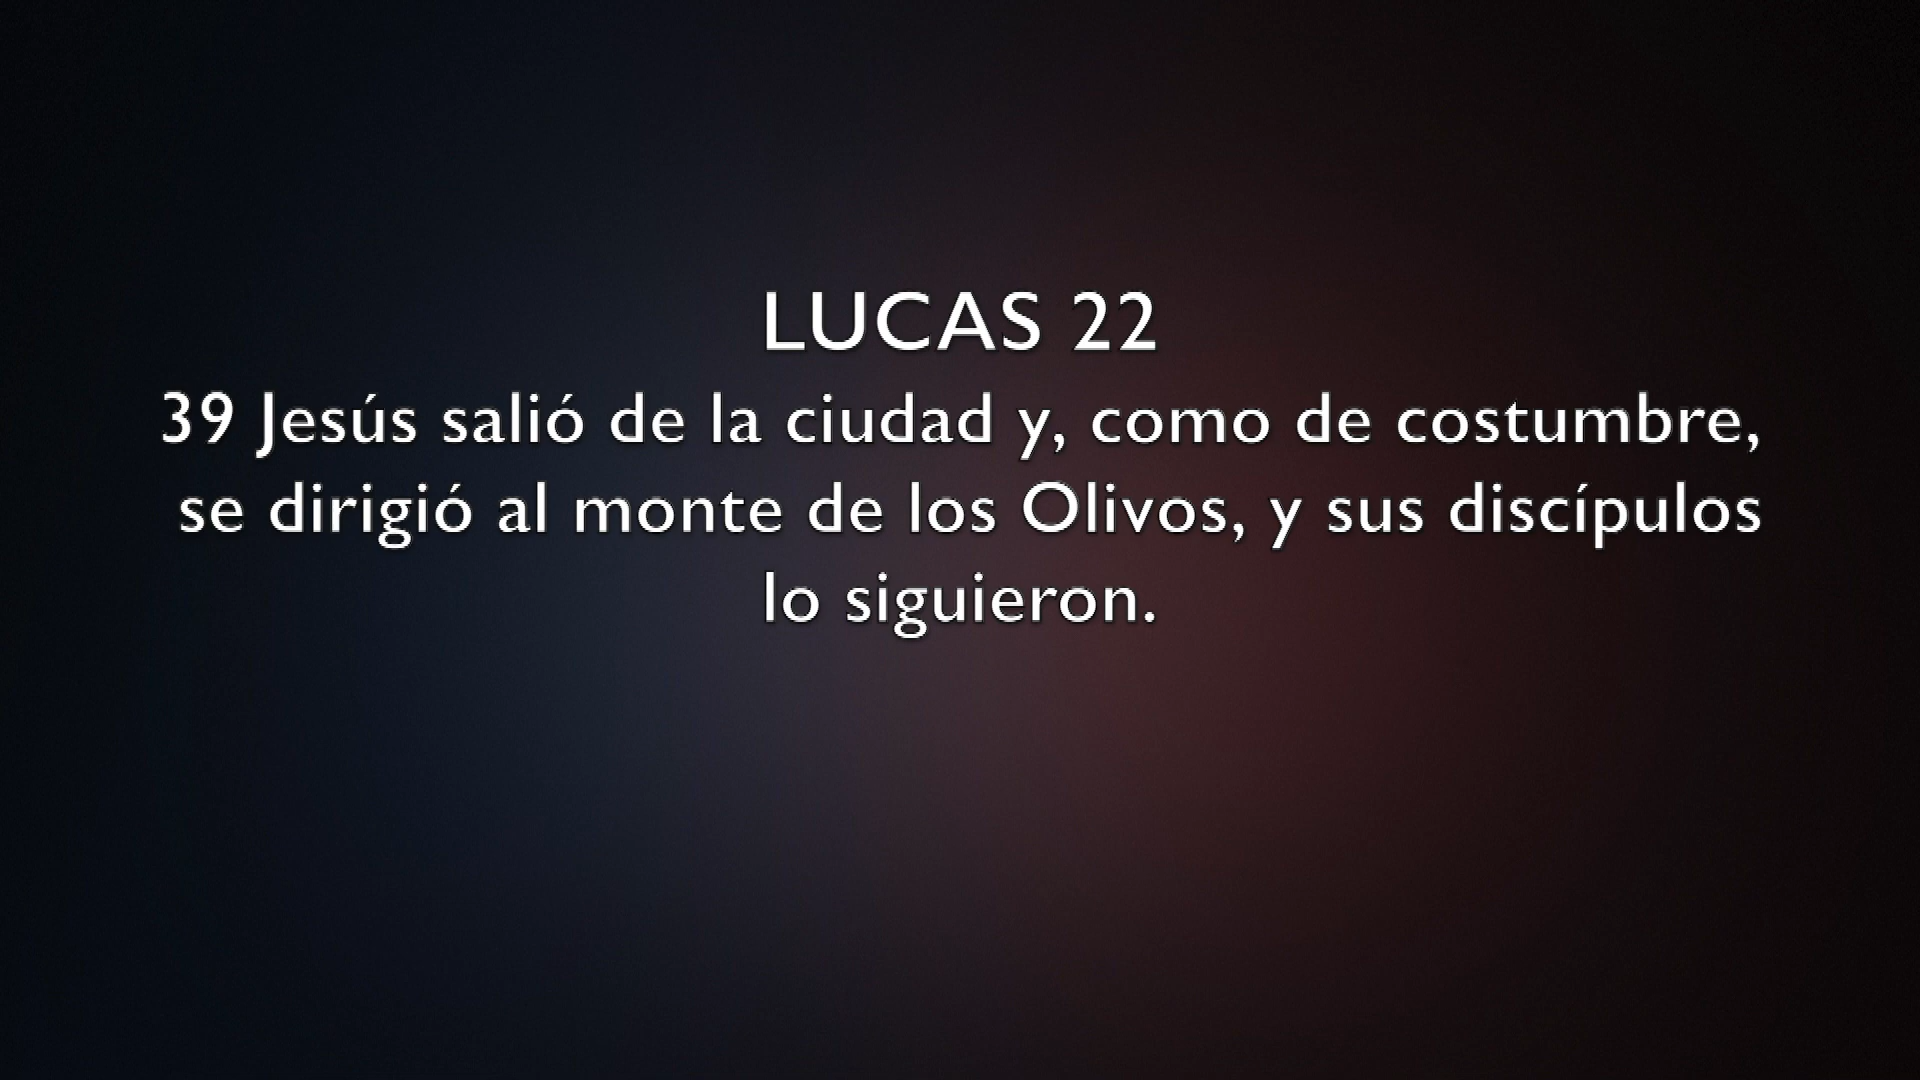 LUCAS 22
39 Jesús salió de la ciudad y, como de costumbre,
se dirigió al monte de los Olivos, y sus discípulos
lo siguieron.